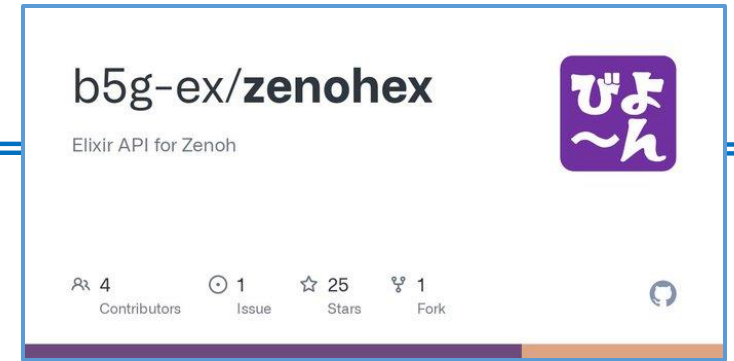 b5g-ex/zenohex
Elixir API for Zenoh
びよ
〜ん
4
Contributors
1
Issue
25
Stars
1
Fork